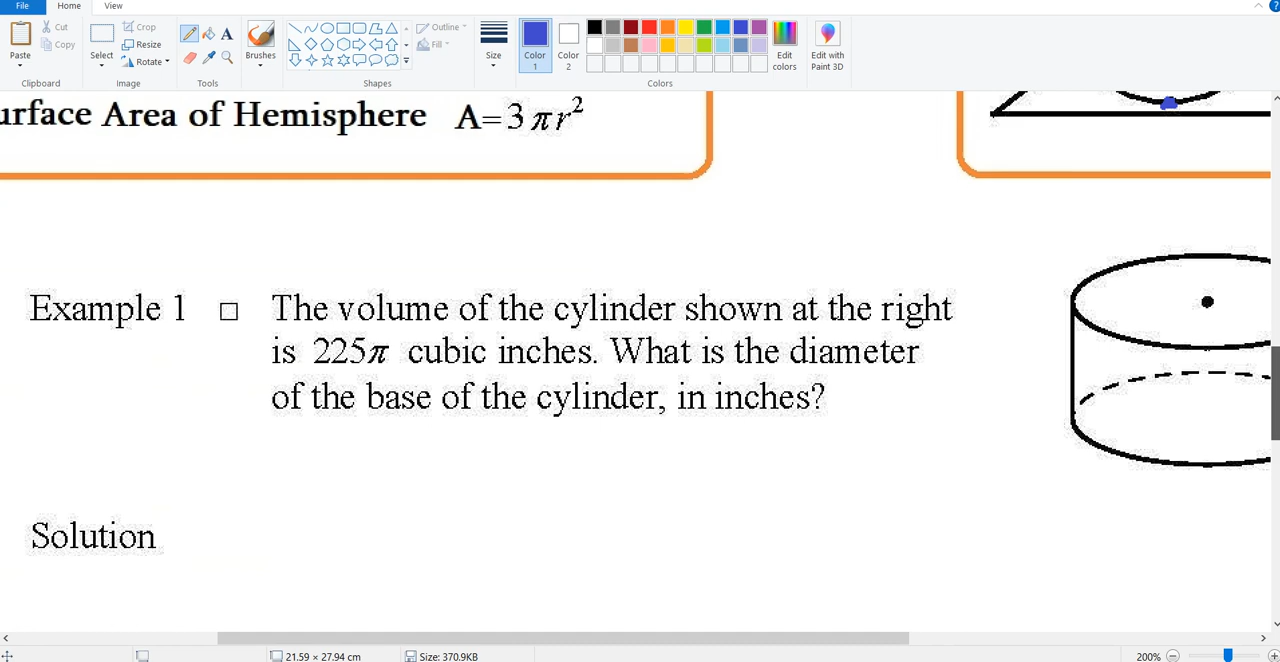 File Home View
Paste
Cut
Copy
Clipboard
Select
Crop
Resize
Rotate
Image
A
Tools
Brushes
Outline
Fill
Shapes
Size
Color 1
Color 2
Edit colors
Colors
Edit with Paint 3D
urface Area of Hemisphere A=3πr²
Example 1 □ The volume of the cylinder shown at the right
is 225π cubic inches. What is the diameter
of the base of the cylinder, in inches?
Solution
21.59 × 27.94 cm Size: 370.9KB 200%